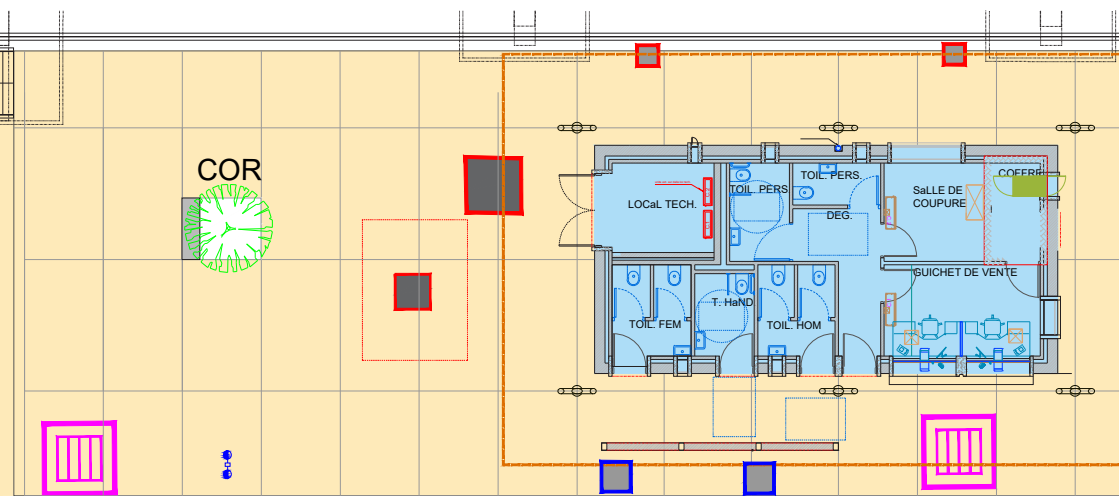 COR
TOIL. PERS.
COFFRE
TOIL. PERS
SaLLE DE
COUPURE
LOCaL TECH.
DEG.
GUICHET DE VENTE
T. HaND
TOIL. FEM
TOIL. HOM